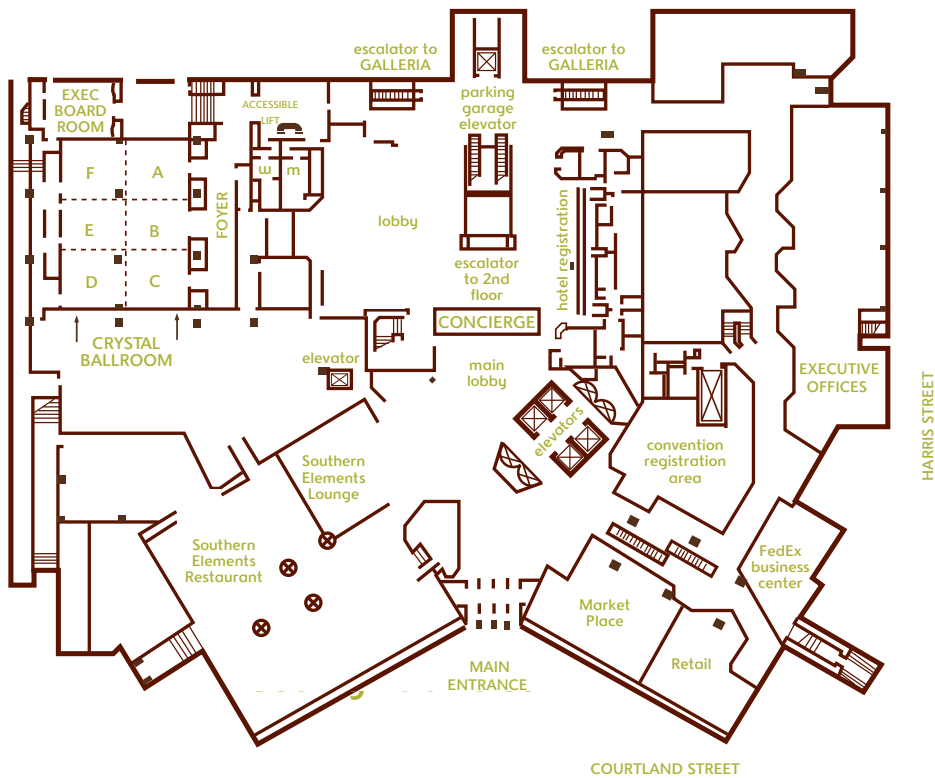 escalator to
GALLERIA
escalator to
GALLERIA
EXEC
BOARD
ROOM
ACCESSIBLE
LIFT
parking
garage
elevator
F
A
w
m
E
B
FOYER
lobby
hotel registration
D
C
escalator
to 2nd
floor
CONCIERGE
CRYSTAL
BALLROOM
elevator
main
lobby
EXECUTIVE
OFFICES
HARRIS STREET
elevators
convention
registration
area
Southern
Elements
Lounge
Southern
Elements
Restaurant
FedEx
business
center
Market
Place
Retail
MAIN
ENTRANCE
COURTLAND STREET